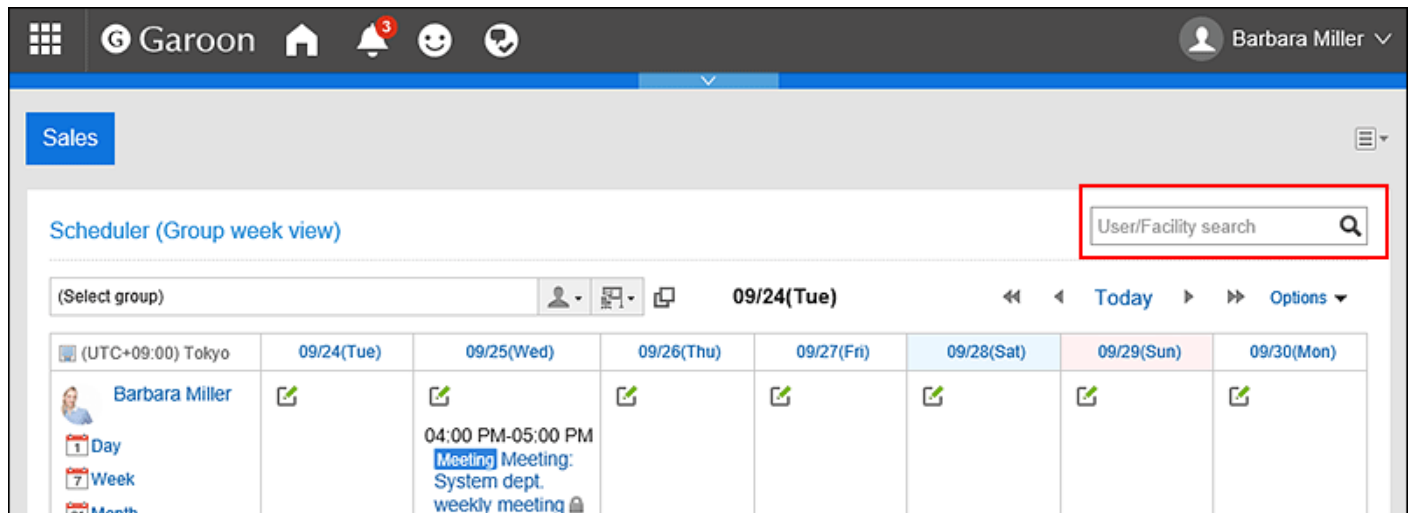 G Garoon 3 Barbara Miller
Sales
Scheduler (Group week view) User/Facility search
(Select group) 09/24(Tue) Today Options
(UTC+09:00) Tokyo 09/24(Tue) 09/25(Wed) 09/26(Thu) 09/27(Fri) 09/28(Sat) 09/29(Sun) 09/30(Mon)
Barbara Miller
04:00 PM-05:00 PM
1 Day
Meeting Meeting:
7 Week
System dept.
weekly meeting
Month